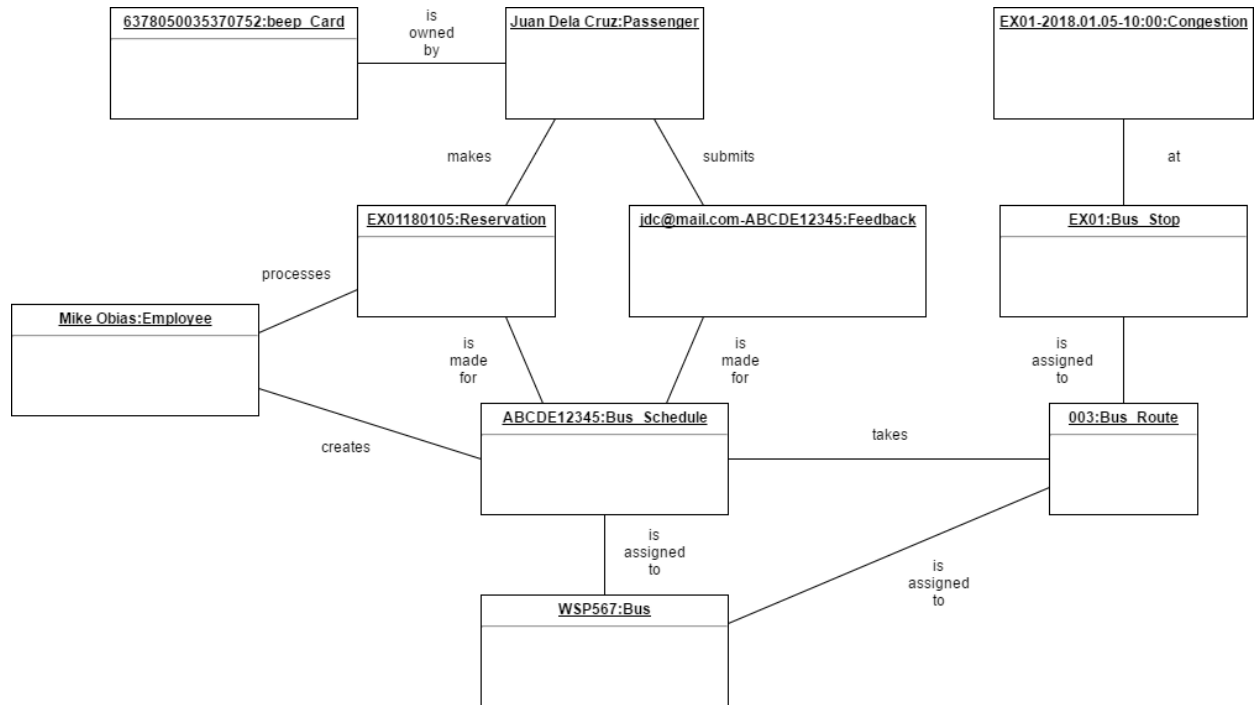 6378050035370752:beep_Card
is
owned
by
Juan Dela Cruz:Passenger
EX01-2018.01.05-10:00:Congestion
makes
submits
at
EX01180105:Reservation
jdc@mail.com-ABCDE12345:Feedback
EX01:Bus_Stop
processes
Mike Obias:Employee
is
made
for
is
made
for
is
assigned
to
creates
ABCDE12345:Bus_Schedule
takes
003:Bus_Route
is
assigned
to
is
assigned
to
WSP567:Bus